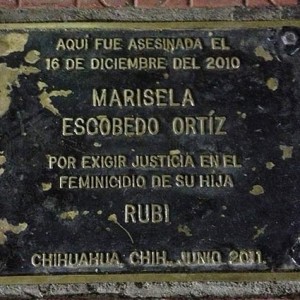 AQUÍ FUE ASESINADA EL
16 DE DICIEMBRE DEL 2010
MARISELA
ESCOBEDO ORTÍZ
POR EXIGIR JUSTICIA EN EL
FEMINICIDIO DE SU HIJA
RUBI
CHIHUAHUA, CHIH. JUNIO 2011